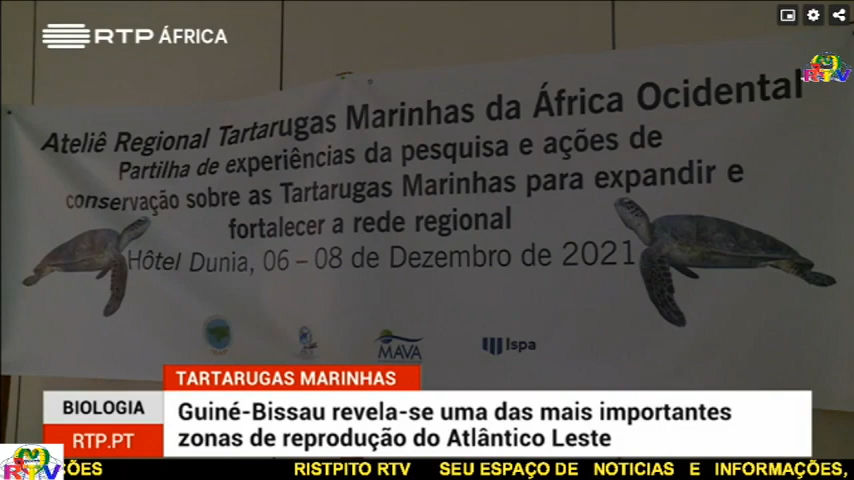 RTP ÁFRICA
RTV
Ateliê Regional Tartarugas Marinhas da África Ocidental
Partilha de experiências da pesquisa e ações de
conservação sobre as Tartarugas Marinhas para expandir e
fortalecer a rede regional
Hôtel Dunia, 06 – 08 de Dezembro de 2021
MAVA
Ispa
TARTARUGAS MARINHAS
BIOLOGIA
Guiné-Bissau revela-se uma das mais importantes
zonas de reprodução do Atlântico Leste
RTP.PT
RTV
ÇÕES RISTPITO RTV SEU ESPAÇO DE NOTICIAS E INFORMAÇÕES,